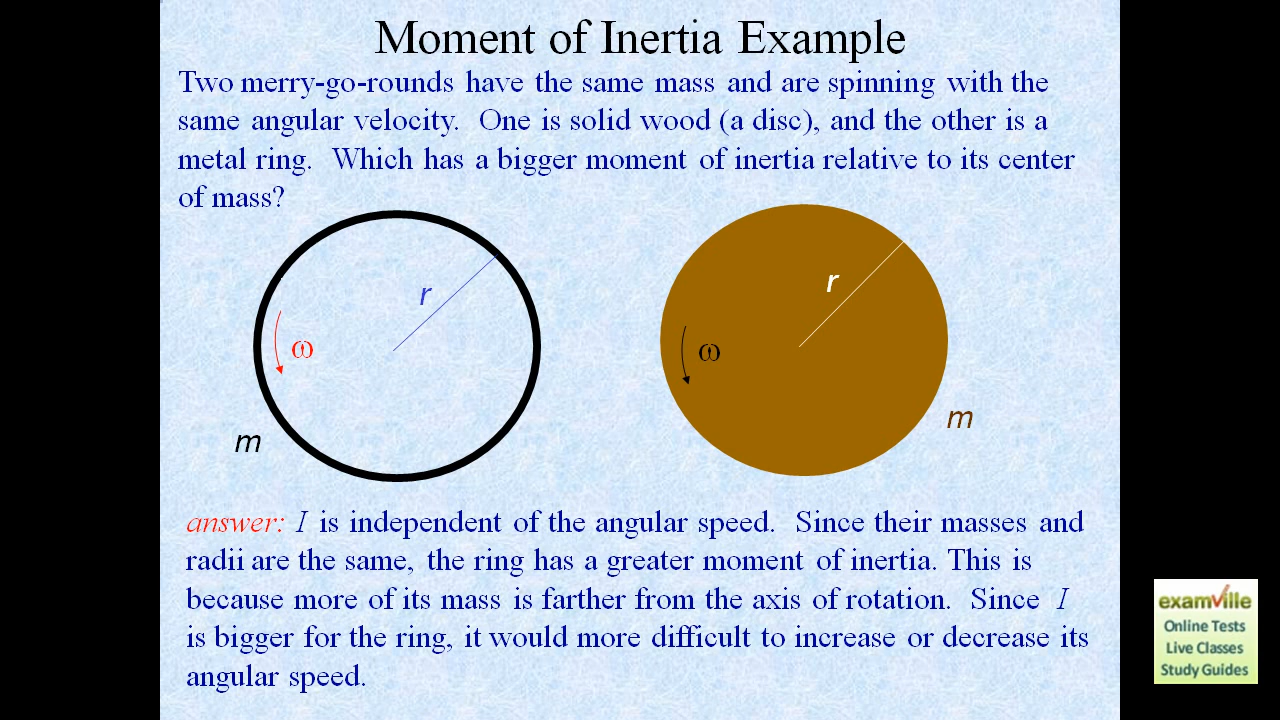 Moment of Inertia Example
Two merry-go-rounds have the same mass and are spinning with the
same angular velocity. One is solid wood (a disc), and the other is a
metal ring. Which has a bigger moment of inertia relative to its center
of mass?
r
ω
m
r
ω
m
answer: I is independent of the angular speed. Since their masses and
radii are the same, the ring has a greater moment of inertia. This is
because more of its mass is farther from the axis of rotation. Since I
is bigger for the ring, it would more difficult to increase or decrease its
angular speed.
examville
Online Tests
Live Classes
Study Guides